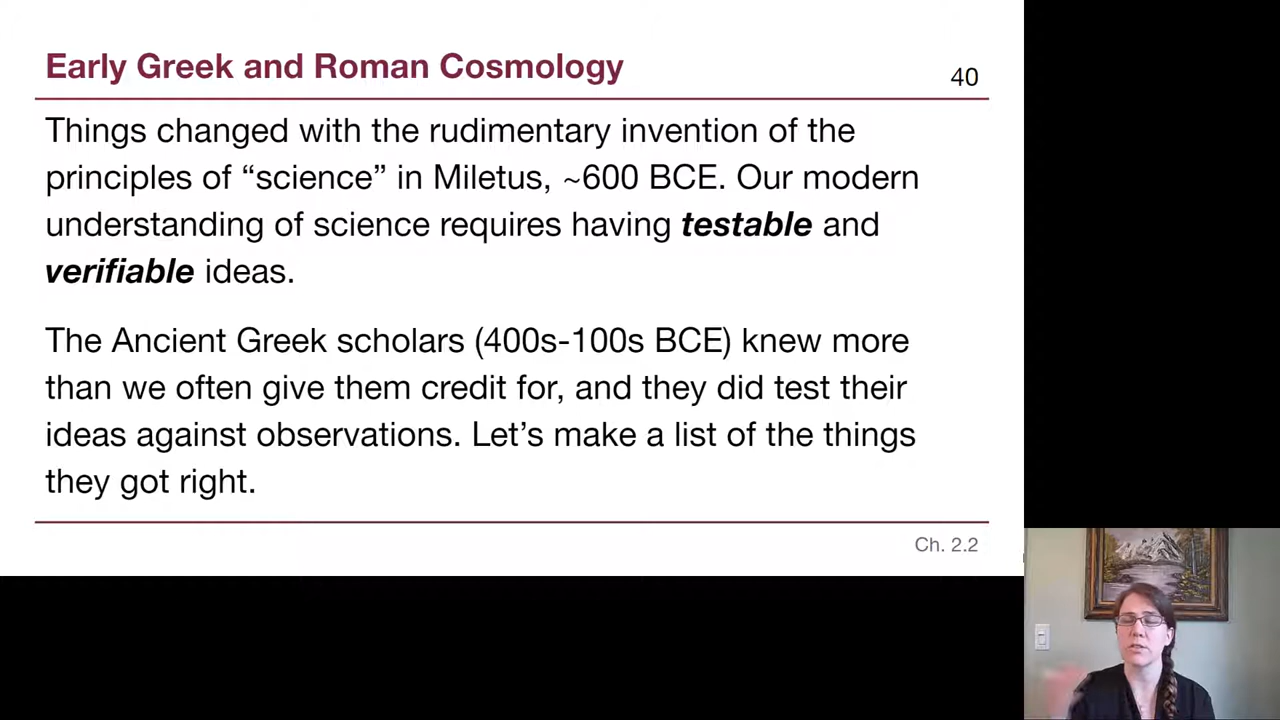 Early Greek and Roman Cosmology
40
Things changed with the rudimentary invention of the
principles of “science” in Miletus, ~600 BCE. Our modern
understanding of science requires having testable and
verifiable ideas.
The Ancient Greek scholars (400s-100s BCE) knew more
than we often give them credit for, and they did test their
ideas against observations. Let’s make a list of the things
they got right.
Ch. 2.2